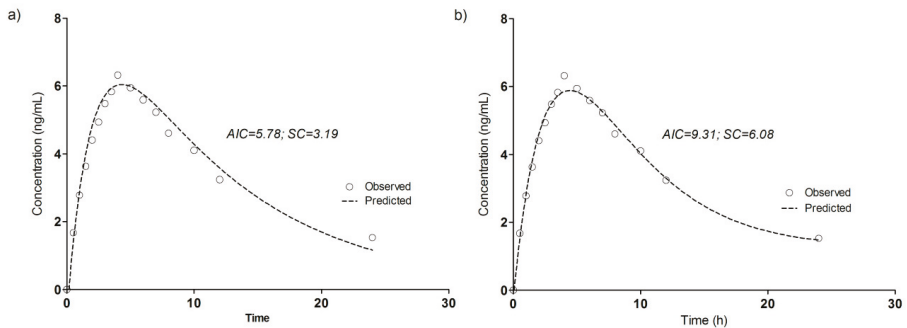 a)
8
6
4
2
0
Concentration (ng/mL)
AIC=5.78; SC=3.19
Observed
Predicted
0
10
20
30
Time
b)
8
6
4
2
0
Concentration (ng/mL)
AIC=9.31; SC=6.08
Observed
Predicted
0
10
20
30
Time (h)